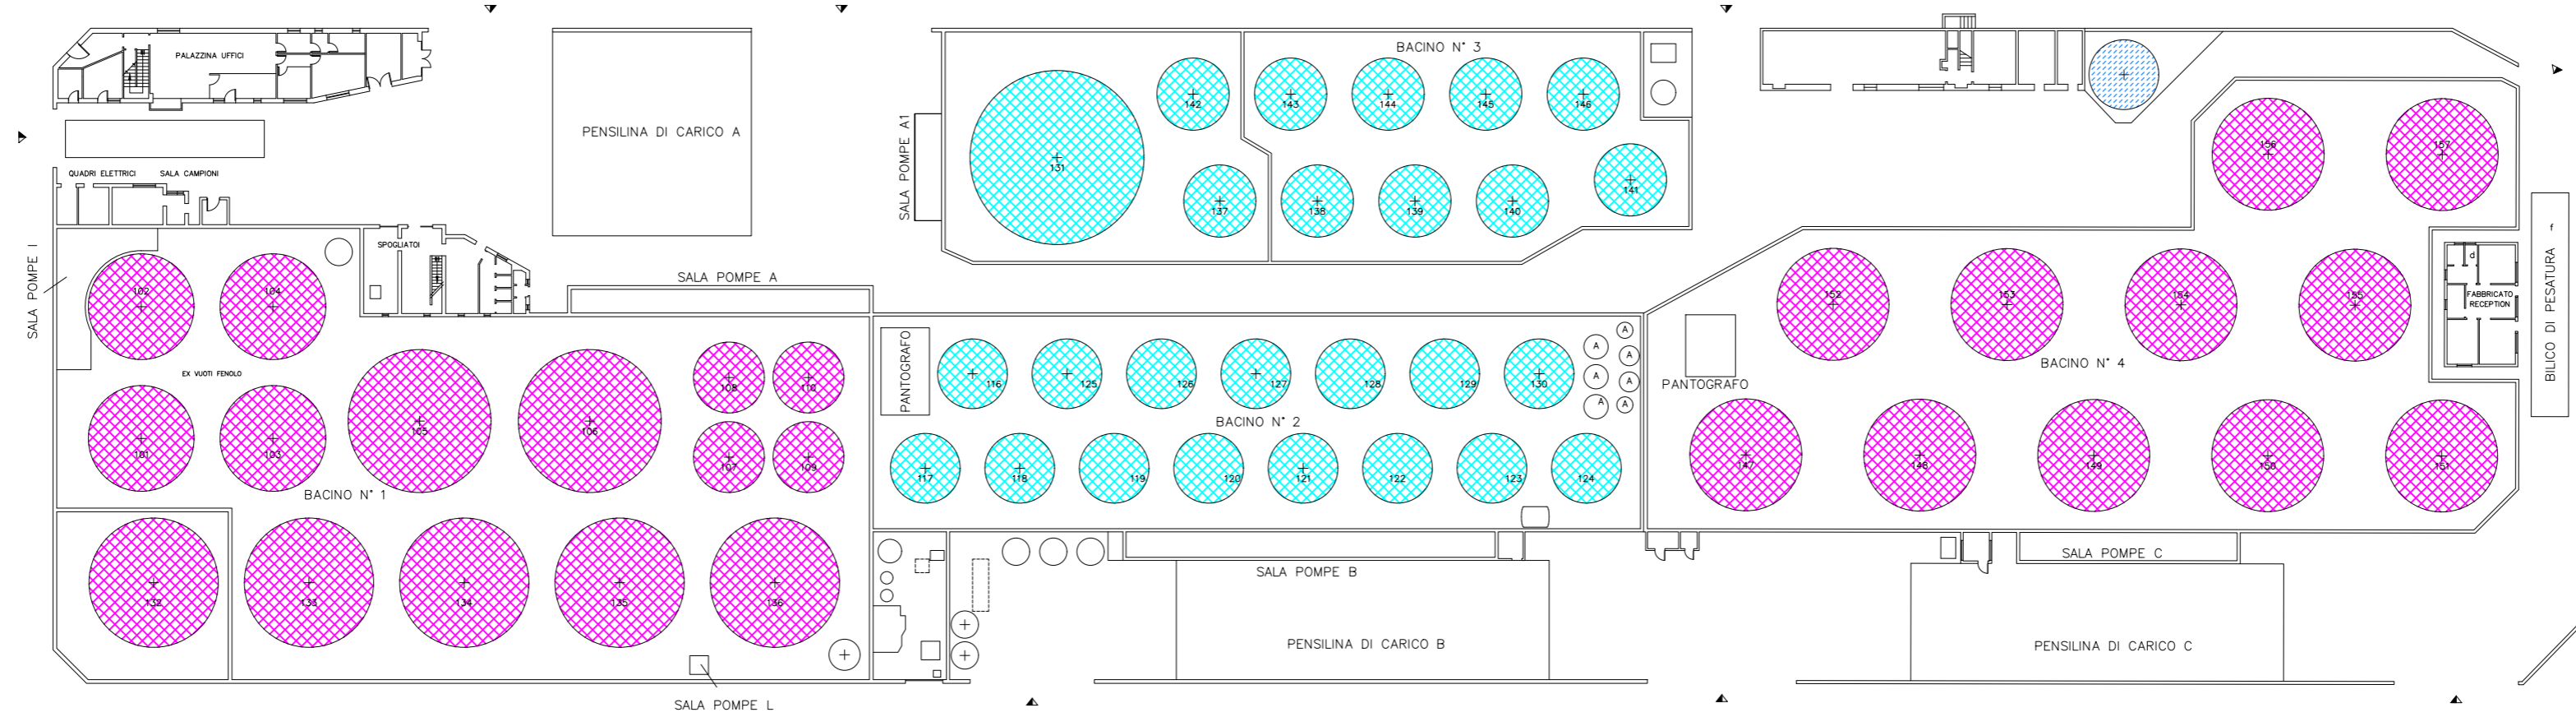 PALAZZINA UFFICI
PENSILINA DI CARICO A
QUADRI ELETTRICI
SALA CAMPIONI
SPOGLIATOI
SALA POMPE I
SALA POMPE A
102
104
EX VUOTI FENOLO
101
103
105
106
108
110
107
109
BACINO N° 1
132
133
134
135
136
SALA POMPE L
SALA POMPE A1
BACINO N° 3
131
142
143
144
145
146
137
138
139
140
141
PANTOGRAFO
116
125
126
127
128
129
130
A
A
A
A
A
A
A
BACINO N° 2
117
118
119
120
121
122
123
124
SALA POMPE B
PENSILINA DI CARICO B
156
157
152
153
154
155
PANTOGRAFO
BACINO N° 4
147
148
149
150
151
f
d
FABBRICATO
RECEPTION
BILICO DI PESATURA
SALA POMPE C
PENSILINA DI CARICO C